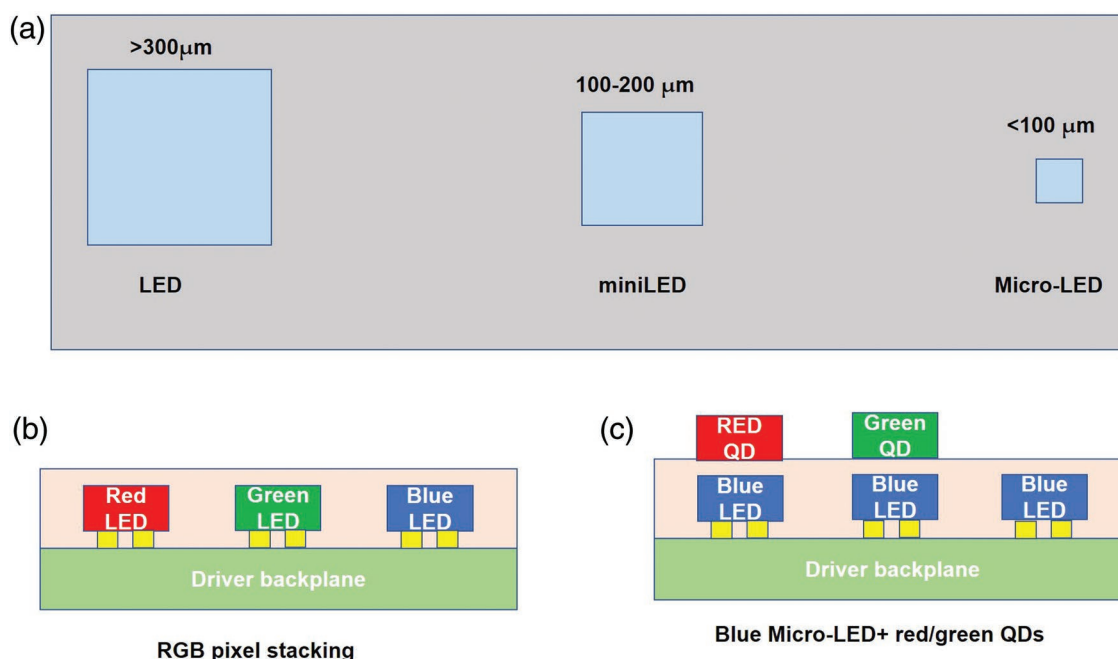 (a)
>300μm
100-200 μm
<100 μm
LED
miniLED
Micro-LED
(b)
Red
LED
Green
LED
Blue
LED
Driver backplane
RGB pixel stacking
(c)
RED
QD
Green
QD
Blue
LED
Blue
LED
Blue
LED
Driver backplane
Blue Micro-LED+ red/green QDs